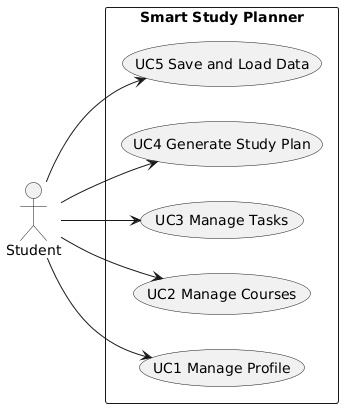 Smart Study Planner
UC5 Save and Load Data
UC4 Generate Study Plan
UC3 Manage Tasks
Student
UC2 Manage Courses
UC1 Manage Profile